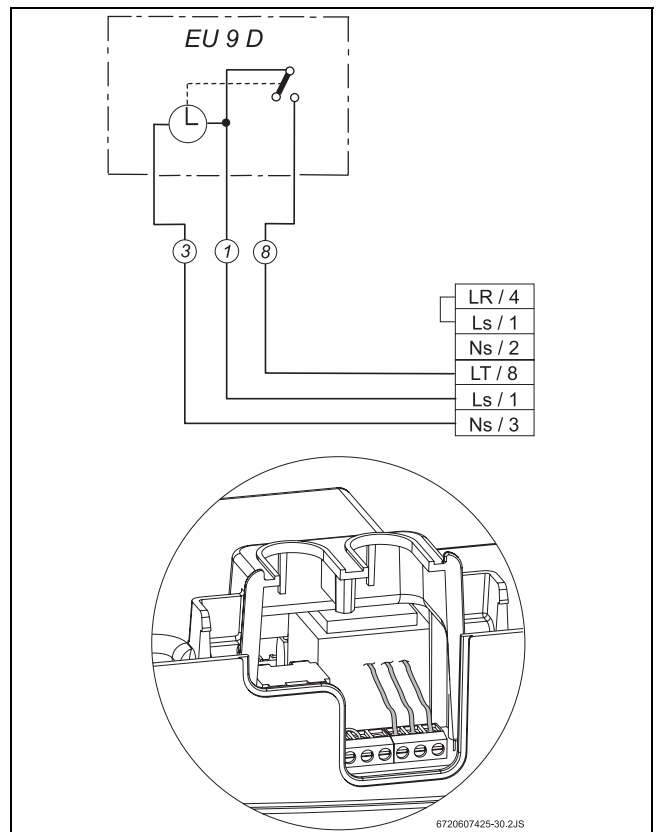 EU 9 D
3 1 8
LR / 4
Ls / 1
Ns / 2
LT / 8
Ls / 1
Ns / 3
6720607425-30.2JS